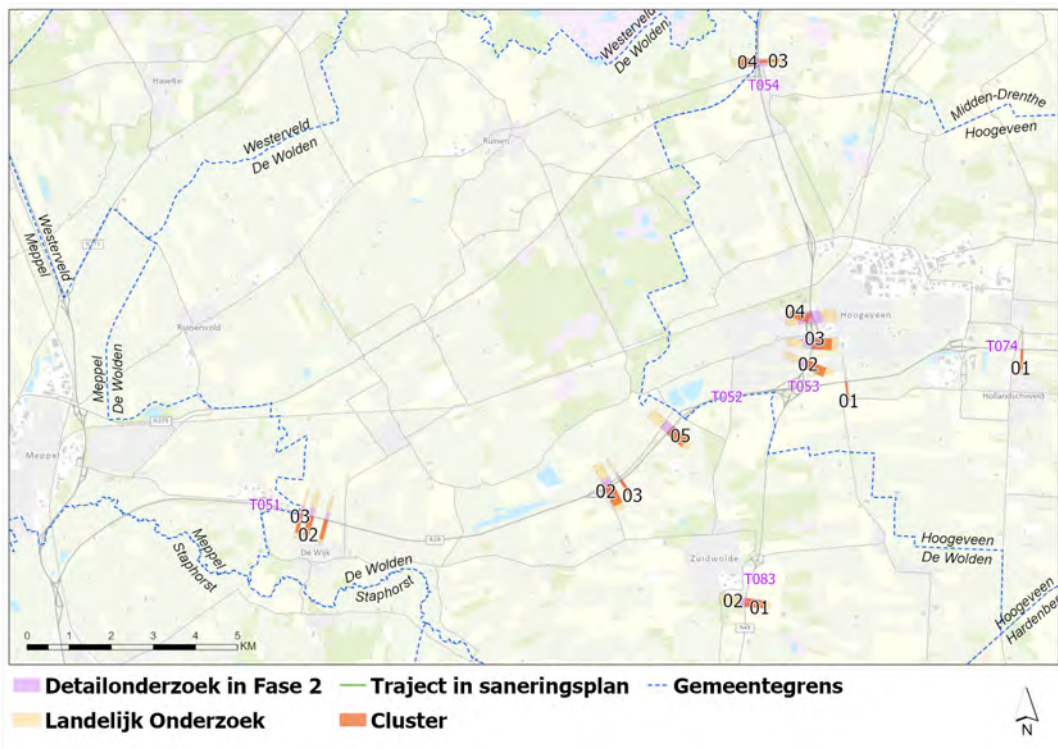 Westerveld
De Wolden
04 03
T054
Havelte
Midden-Drenthe
Hoogeveen
Westerveld
De Wolden
Ruinen
Westerveld
Meppel
04
Hoogeveen
Ruinerwold
03
T074
01
Meppel
De Wolden
02
T053
T052
01
Hollandscheveld
Meppel
05
02
03
T051
03
02
De Wijk
A28
Meppel
Staphorst
De Wolden
Staphorst
Zuidwolde
Hoogeveen
De Wolden
T083
02 01
N48
Hoogeveen
Hardenberg
0 1 2 3 4 5
KM
Detailonderzoek in Fase 2
Traject in saneringsplan
Gemeentegrens
Landelijk Onderzoek
Cluster
N